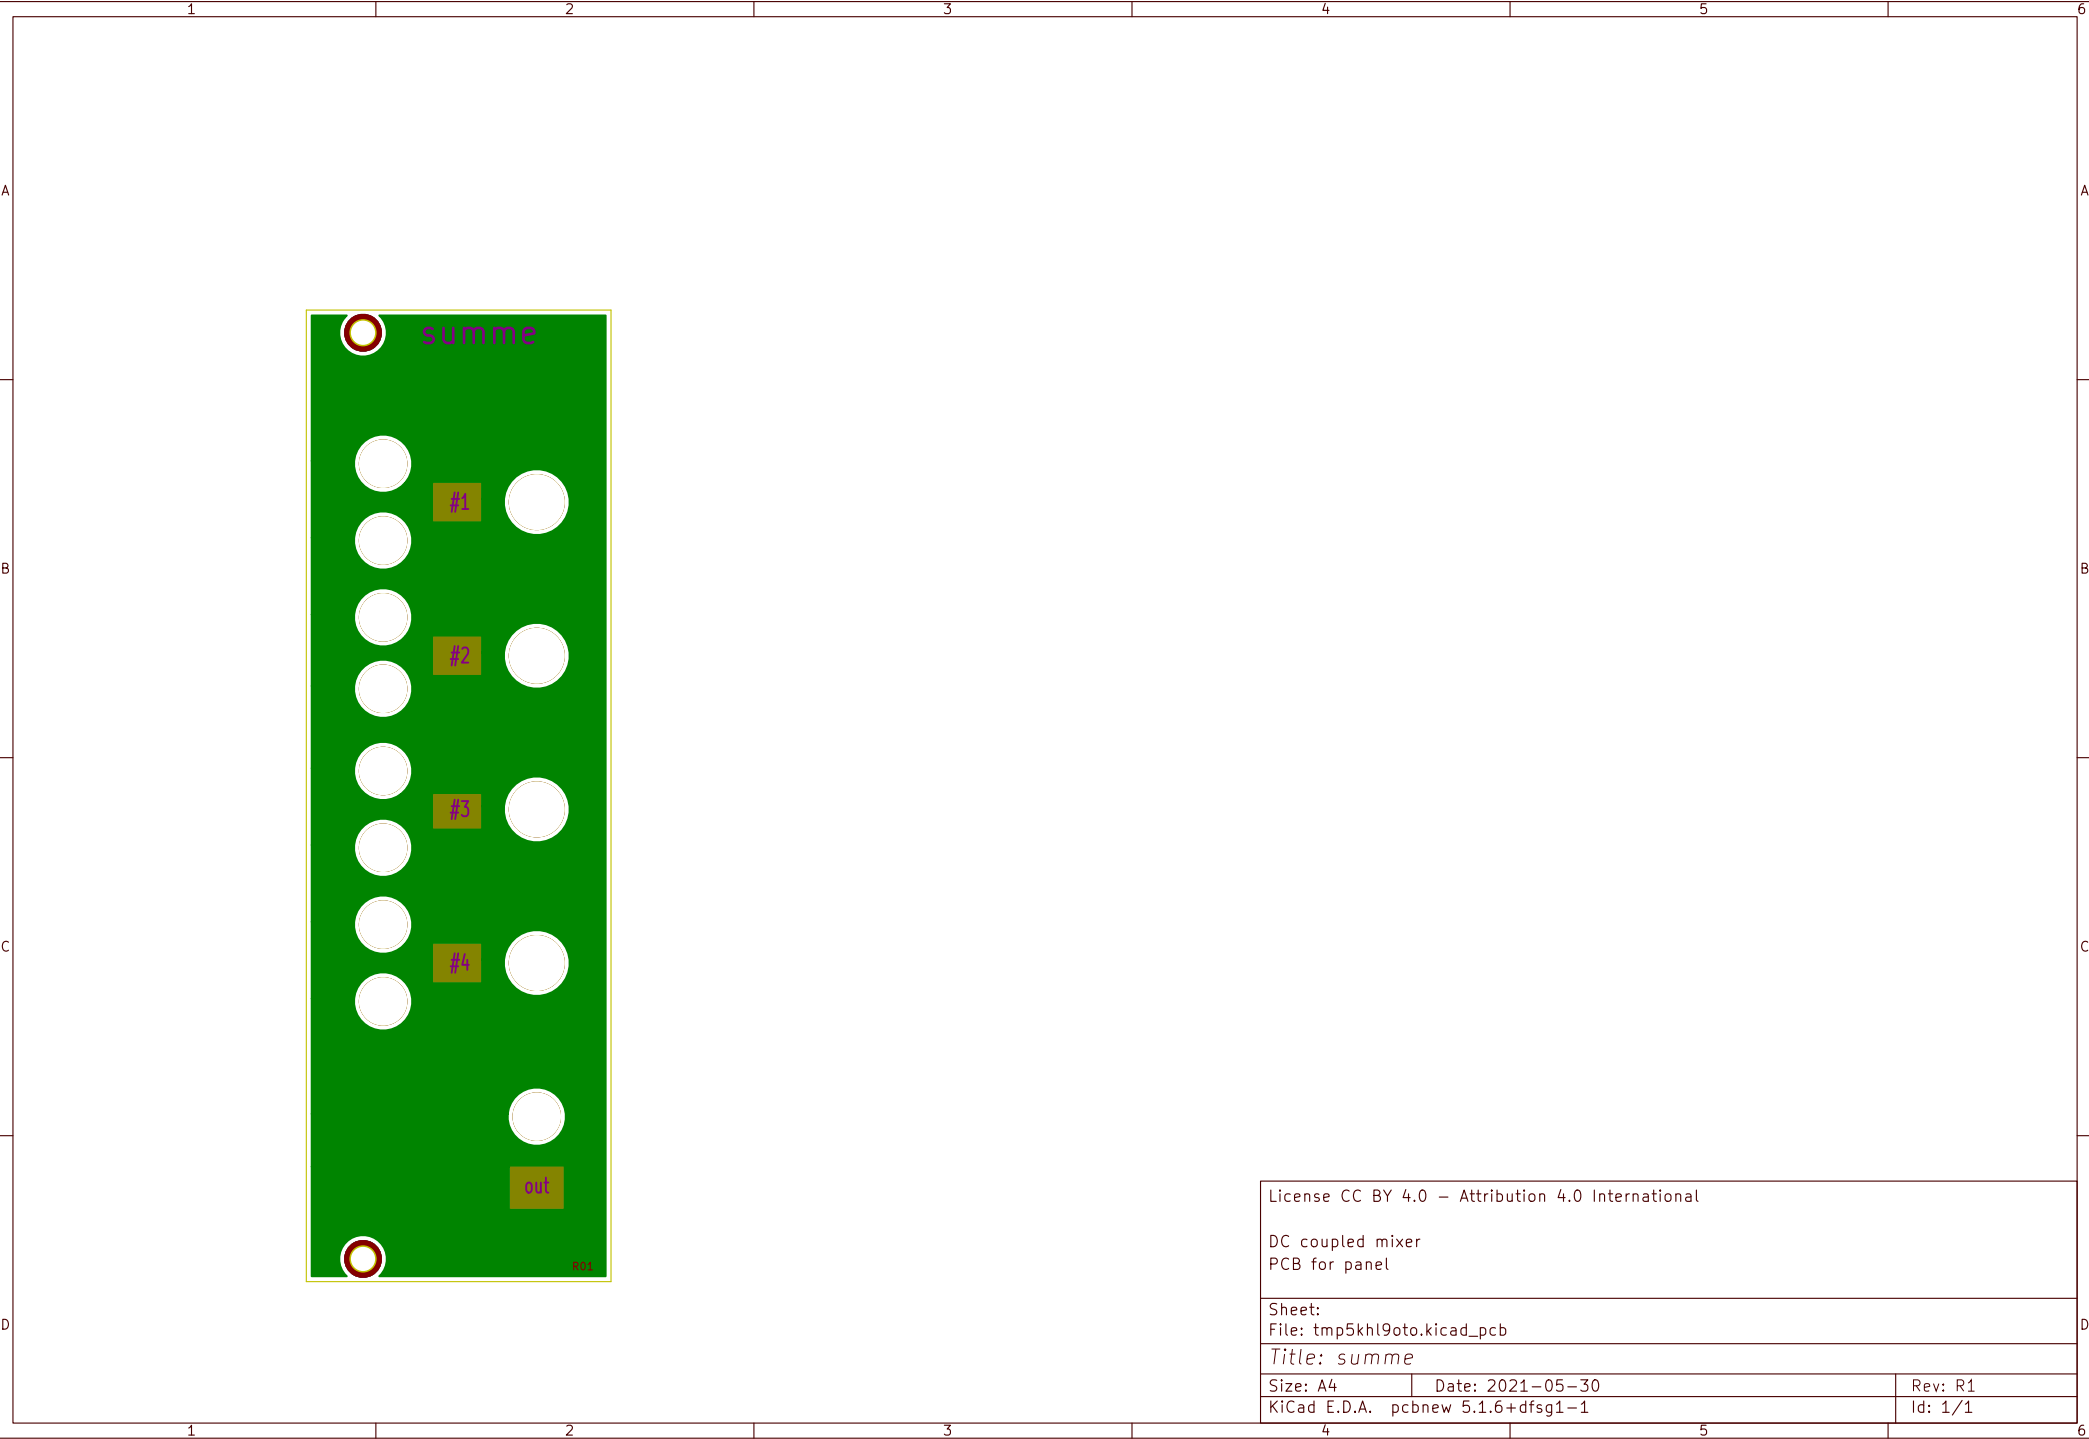 1 2 3 4 5 6
A A
summe
#1
B B
#2
#3
C C
#4
out
License CC BY 4.0 – Attribution 4.0 International
DC coupled mixer
PCB for panel
R01
Sheet:
File: tmp5khl9oto.kicad_pcb
D D
Title: summe
Size: A4 Date: 2021-05-30 Rev: R1
KiCad E.D.A. pcbnew 5.1.6+dfsg1-1 Id: 1/1
1 2 3 4 5 6